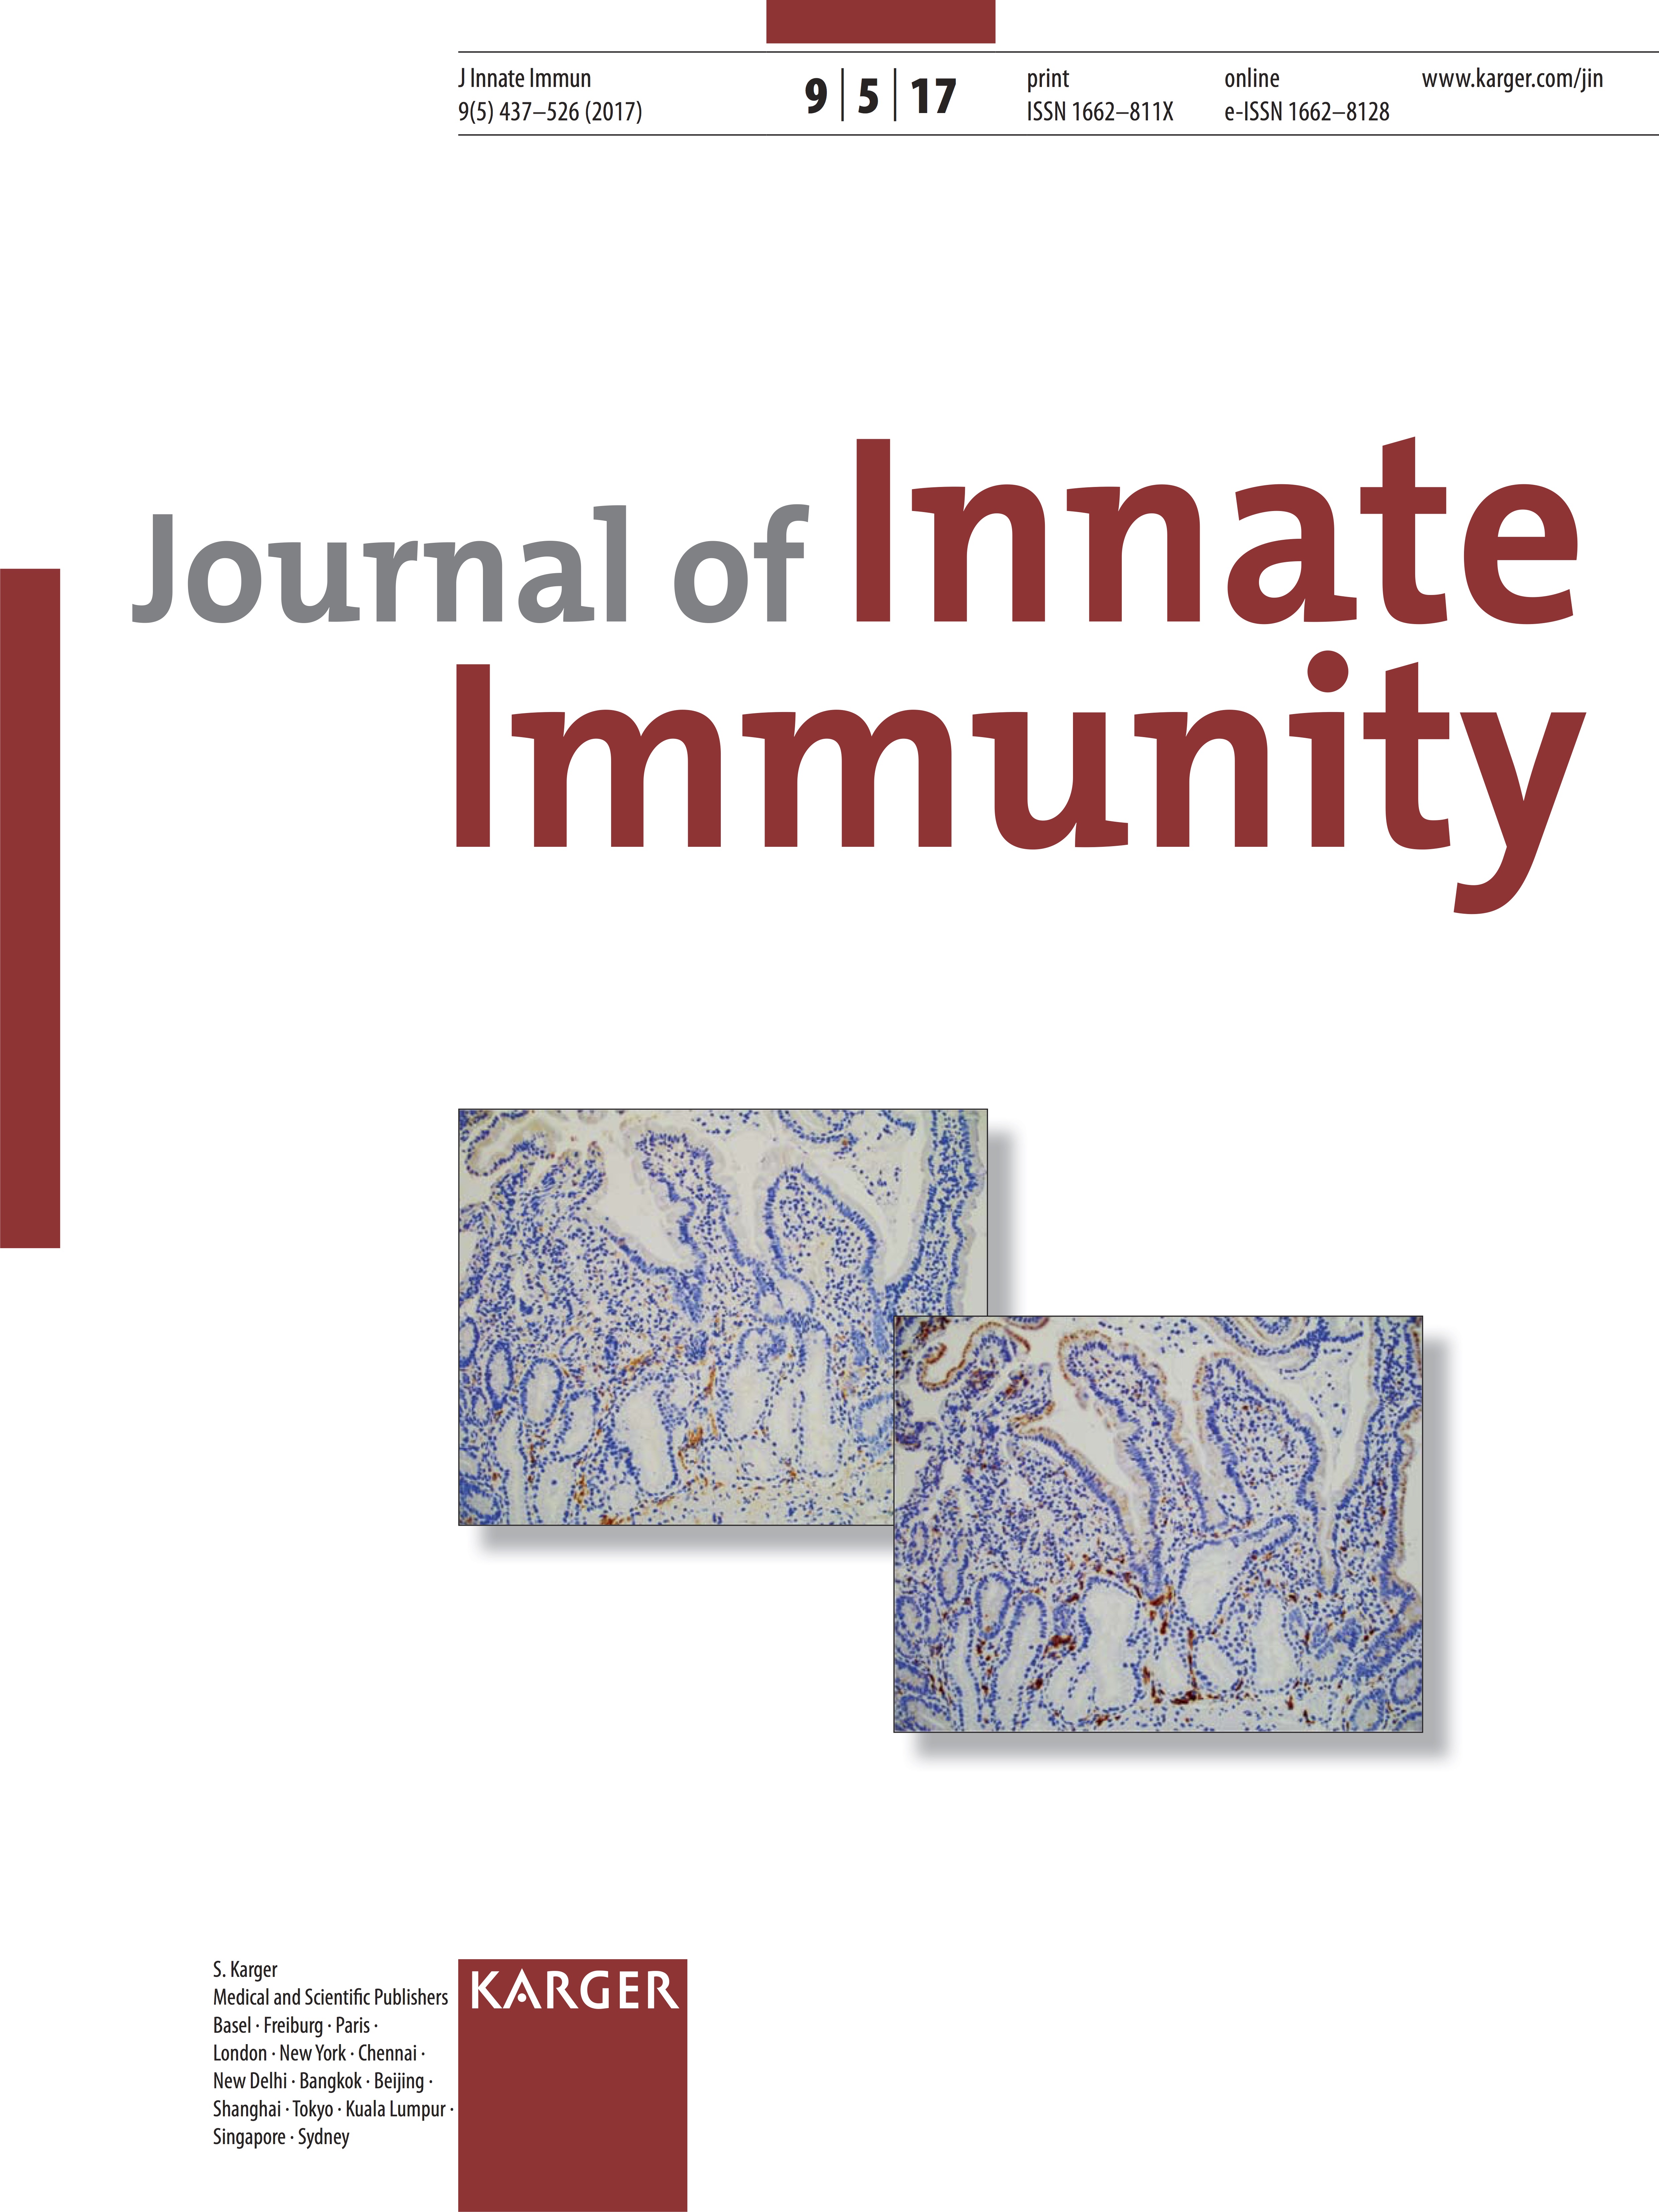 J Innate Immun
9(5) 437–526 (2017)
9 | 5 | 17
print
ISSN 1662–811X
online
e-ISSN 1662–8128
www.karger.com/jin
Journal of Innate
Immunity
S. Karger
Medical and Scientific Publishers
Basel · Freiburg · Paris ·
London · New York · Chennai ·
New Delhi · Bangkok · Beijing ·
Shanghai · Tokyo · Kuala Lumpur ·
Singapore · Sydney
KARGER